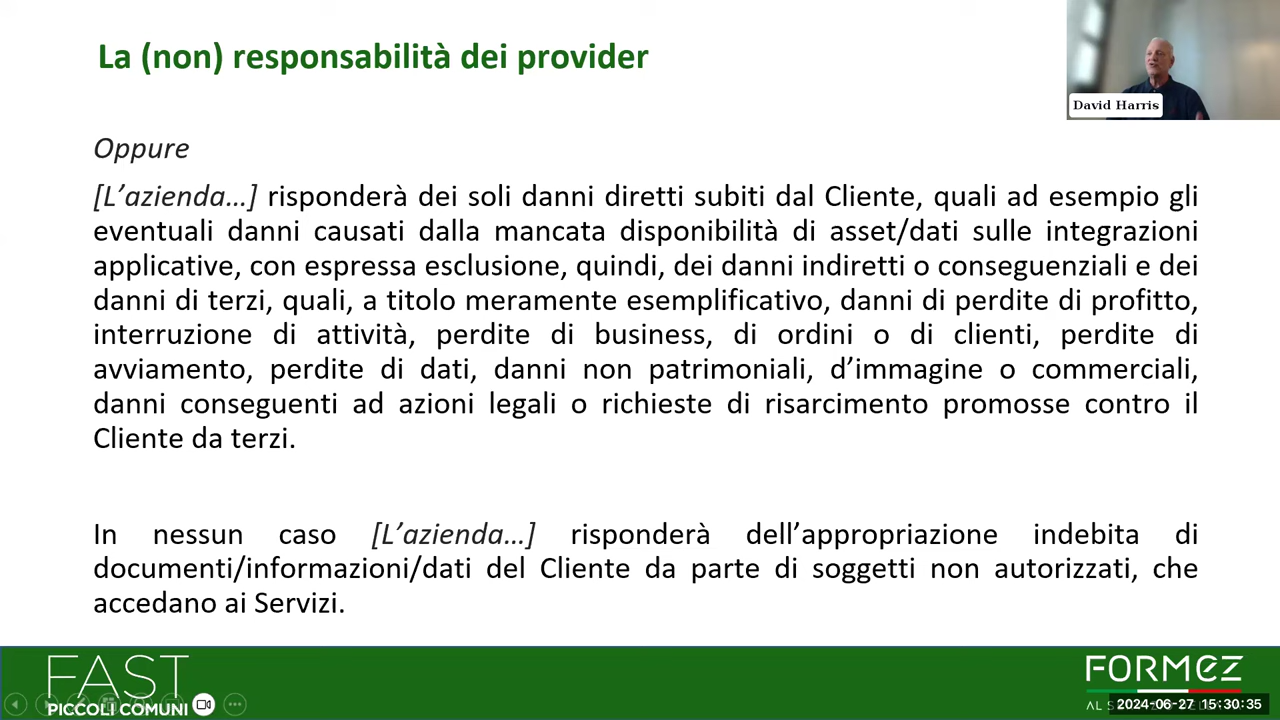 La (non) responsabilità dei provider
David Harris
Oppure
[L’azienda…] risponderà dei soli danni diretti subiti dal Cliente, quali ad esempio gli
eventuali danni causati dalla mancata disponibilità di asset/dati sulle integrazioni
applicative, con espressa esclusione, quindi, dei danni indiretti o conseguenziali e dei
danni di terzi, quali, a titolo meramente esemplificativo, danni di perdite di profitto,
interruzione di attività, perdite di business, di ordini o di clienti, perdite di
avviamento, perdite di dati, danni non patrimoniali, d’immagine o commerciali,
danni conseguenti ad azioni legali o richieste di risarcimento promosse contro il
Cliente da terzi.
In nessun caso [L’azienda…] risponderà dell’appropriazione indebita di
documenti/informazioni/dati del Cliente da parte di soggetti non autorizzati, che
accedano ai Servizi.
FAST
PICCOLI COMUNI
FORMEZ
2024-06-27 15:30:35